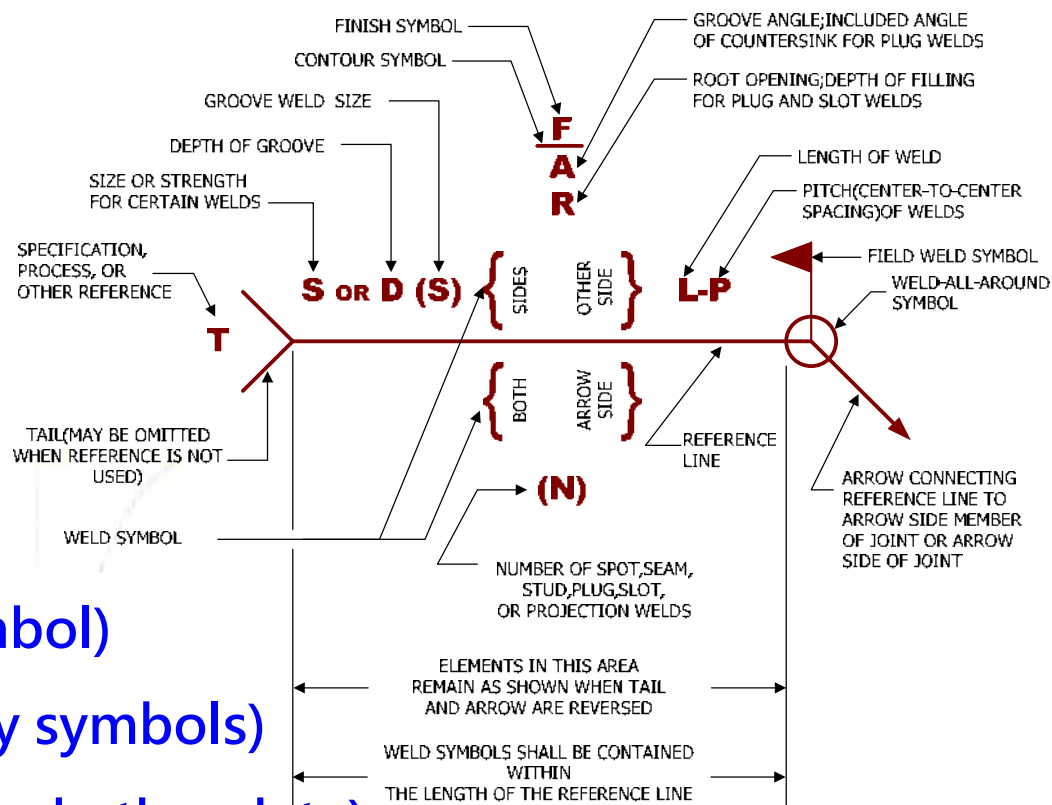 FINISH SYMBOL
CONTOUR SYMBOL
GROOVE WELD SIZE
DEPTH OF GROOVE
SIZE OR STRENGTH
FOR CERTAIN WELDS
SPECIFICATION,
PROCESS, OR
OTHER REFERENCE
GROOVE ANGLE;INCLUDED ANGLE
OF COUNTERSINK FOR PLUG WELDS
ROOT OPENING;DEPTH OF FILLING
FOR PLUG AND SLOT WELDS
LENGTH OF WELD
PITCH(CENTER-TO-CENTER
SPACING)OF WELDS
FIELD WELD SYMBOL
WELD-ALL-AROUND
SYMBOL
F
A
R
S OR D (S)
SIDES
OTHER
SIDE
L-P
T
BOTH
ARROW
SIDE
(N)
TAIL(MAY BE OMITTED
WHEN REFERENCE IS NOT
USED)
REFERENCE
LINE
WELD SYMBOL
ARROW CONNECTING
REFERENCE LINE TO
ARROW SIDE MEMBER
OF JOINT OR ARROW
SIDE OF JOINT
NUMBER OF SPOT,SEAM,
STUD,PLUG,SLOT,
OR PROJECTION WELDS
ELEMENTS IN THIS AREA
REMAIN AS SHOWN WHEN TAIL
AND ARROW ARE REVERSED
WELD SYMBOLS SHALL BE CONTAINED
WITHIN
THE LENGTH OF THE REFERENCE LINE
mbol)
y symbols)